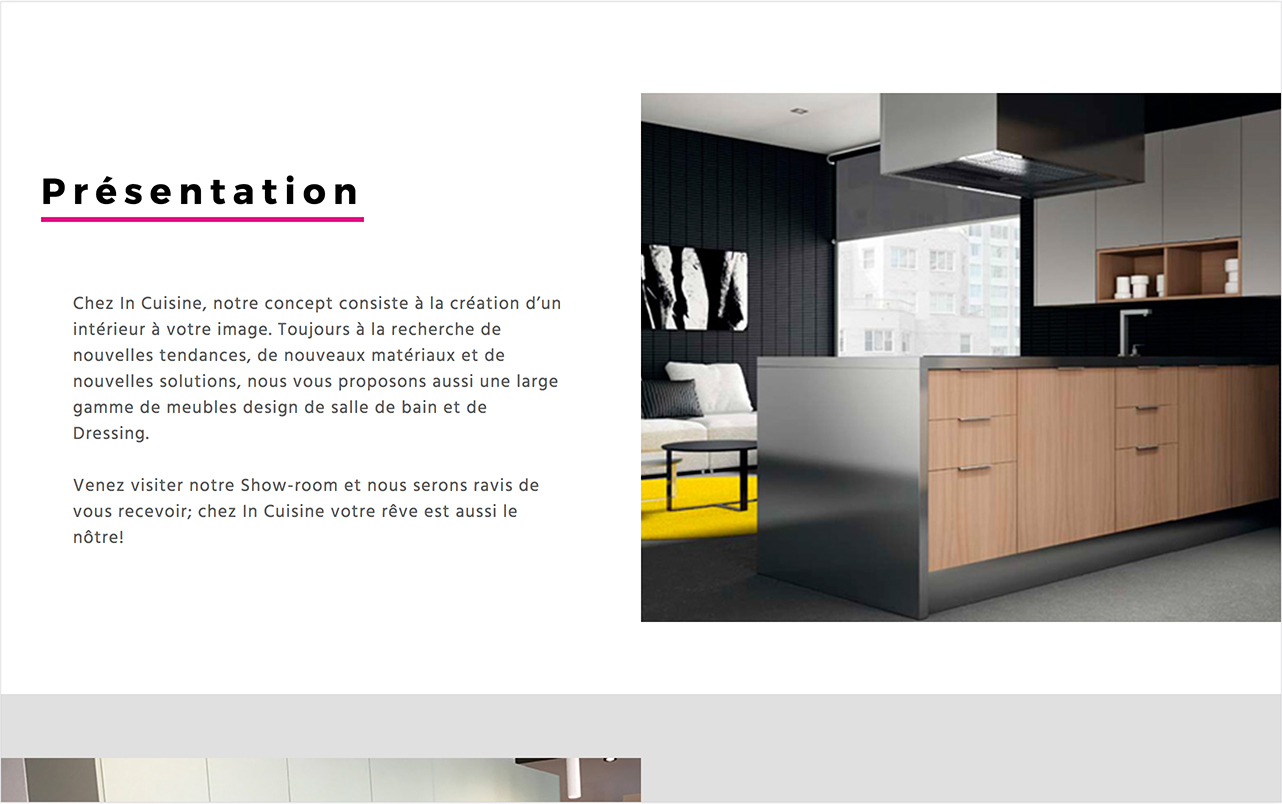 Présentation
Chez In Cuisine, notre concept consiste à la création d’un
intérieur à votre image. Toujours à la recherche de
nouvelles tendances, de nouveaux matériaux et de
nouvelles solutions, nous vous proposons aussi une large
gamme de meubles design de salle de bain et de
Dressing.
Venez visiter notre Show-room et nous serons ravis de
vous recevoir; chez In Cuisine votre rêve est aussi le
nôtre!